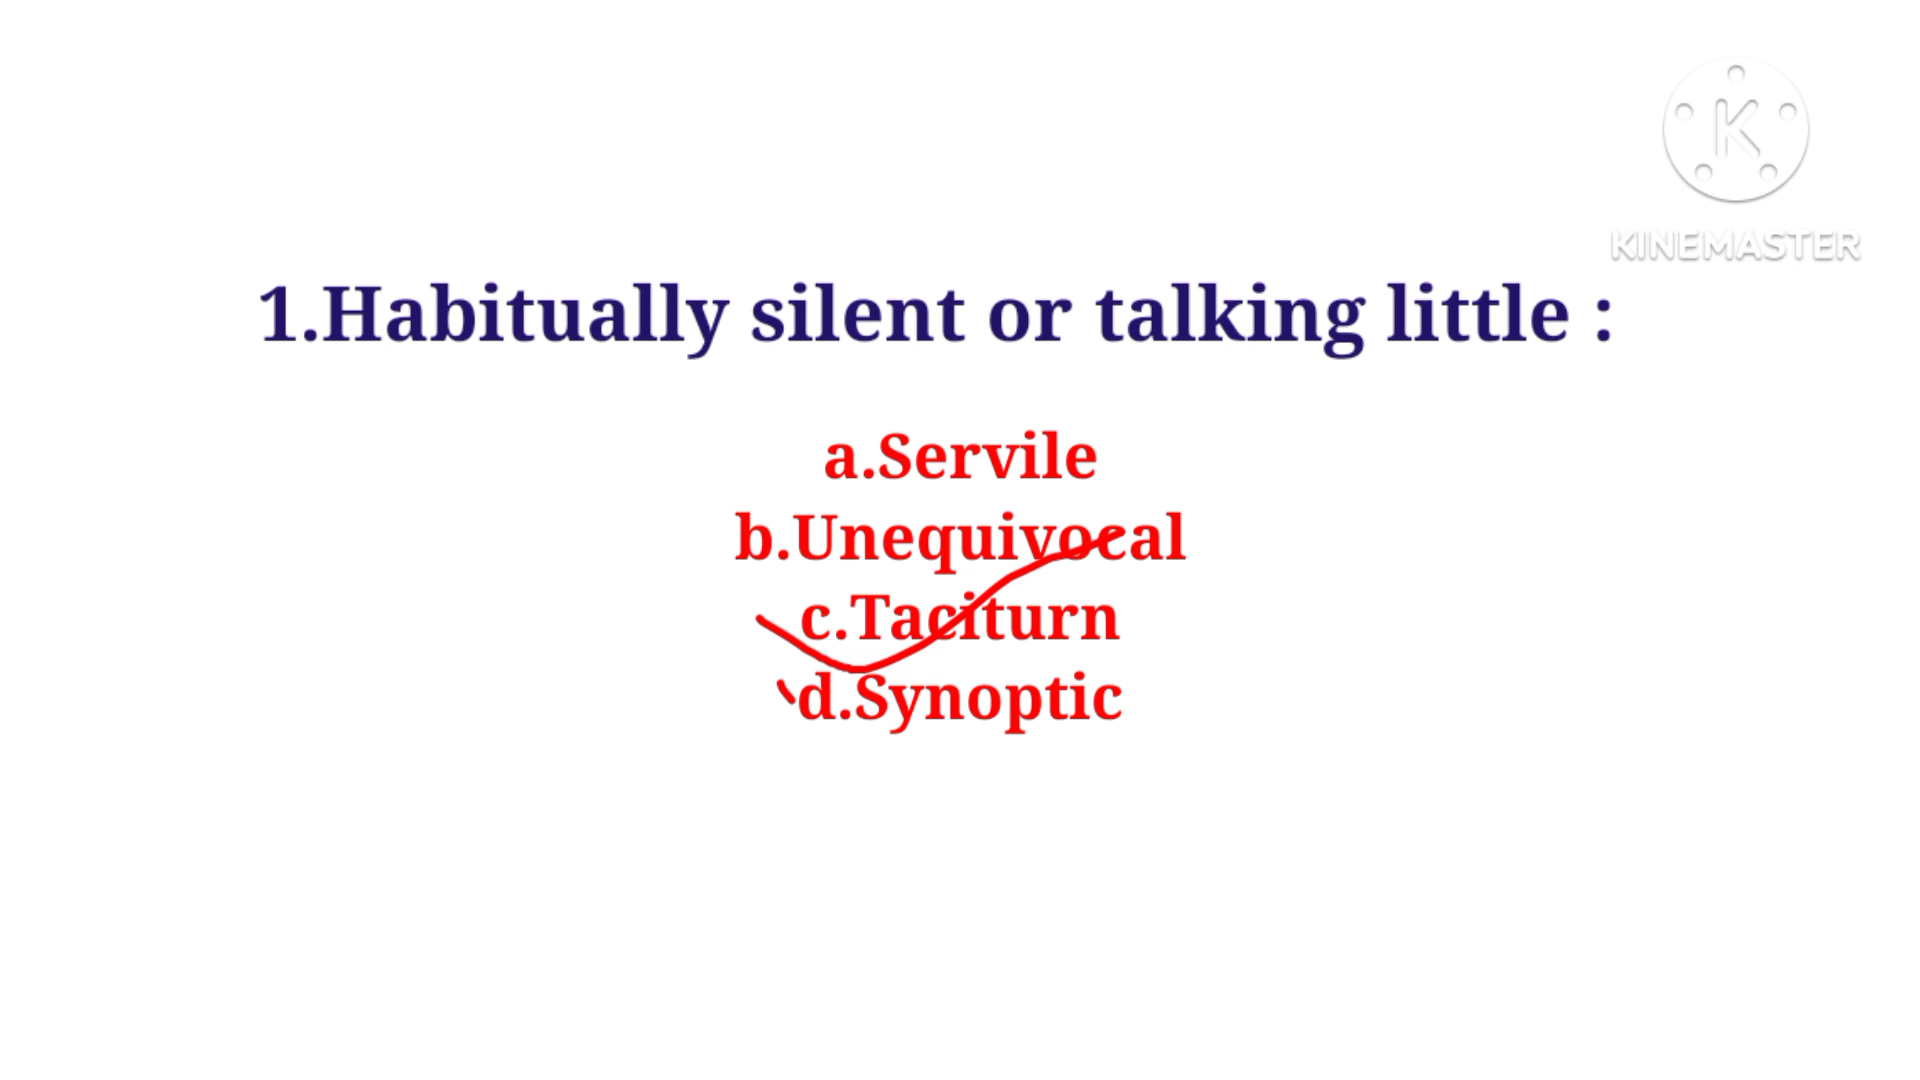 K
KINEMASTER
1.Habitually silent or talking little :
a.Servile
b.Unequivocal
c.Taciturn
d.Synoptic